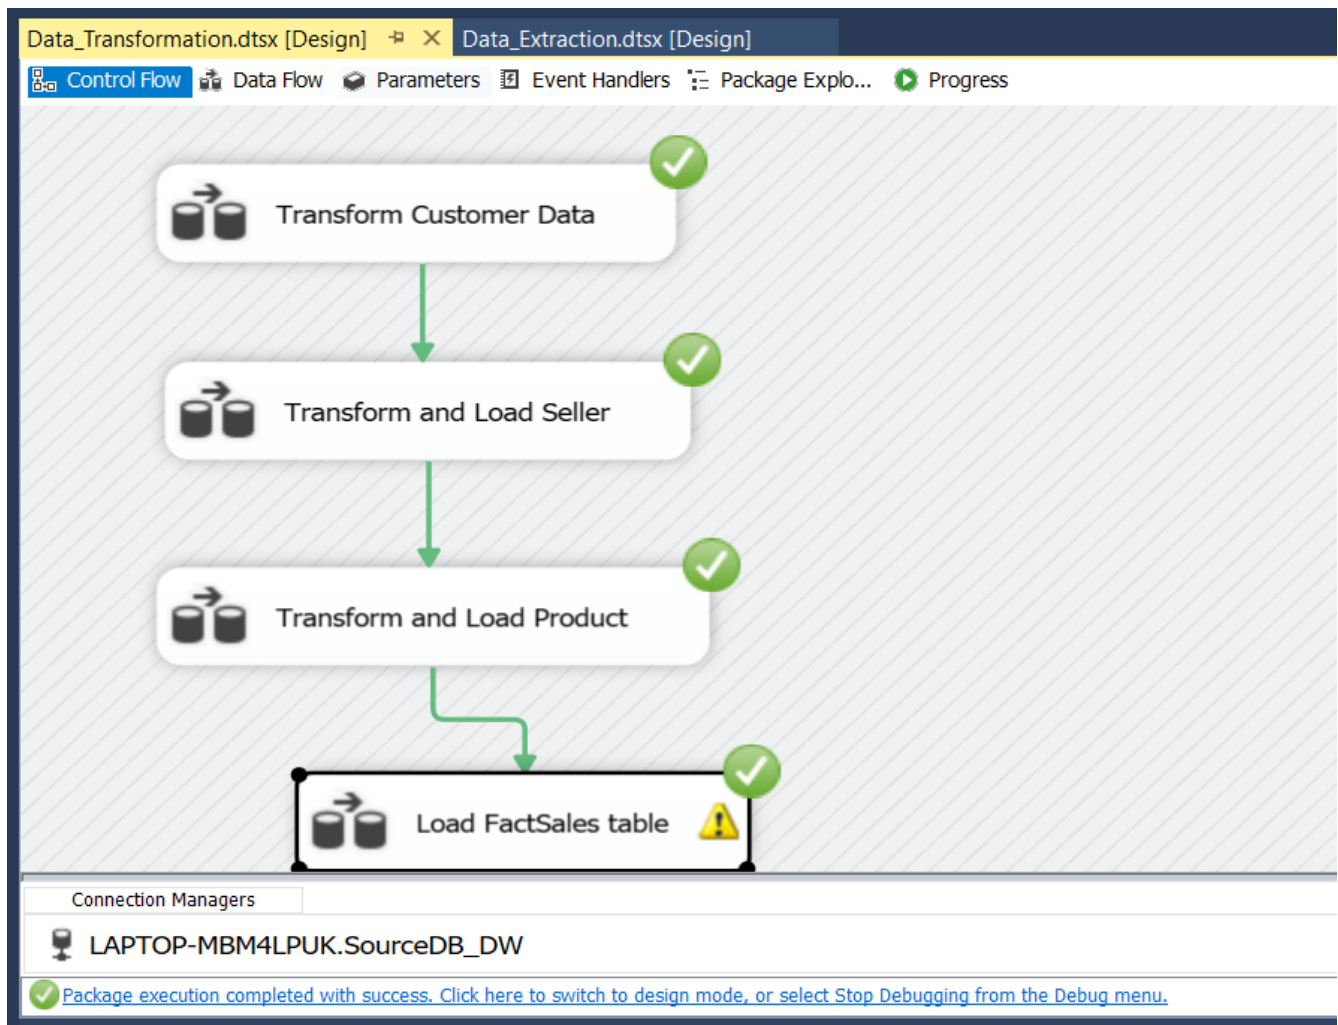 Data_Transformation.dtsx [Design]
Data_Extraction.dtsx [Design]
Control Flow
Data Flow
Parameters
Event Handlers
Package Explo...
Progress
Transform Customer Data
Transform and Load Seller
Transform and Load Product
Load FactSales table
Connection Managers
LAPTOP-MBM4LPUK.SourceDB_DW
Package execution completed with success. Click here to switch to design mode, or select Stop Debugging from the Debug menu.